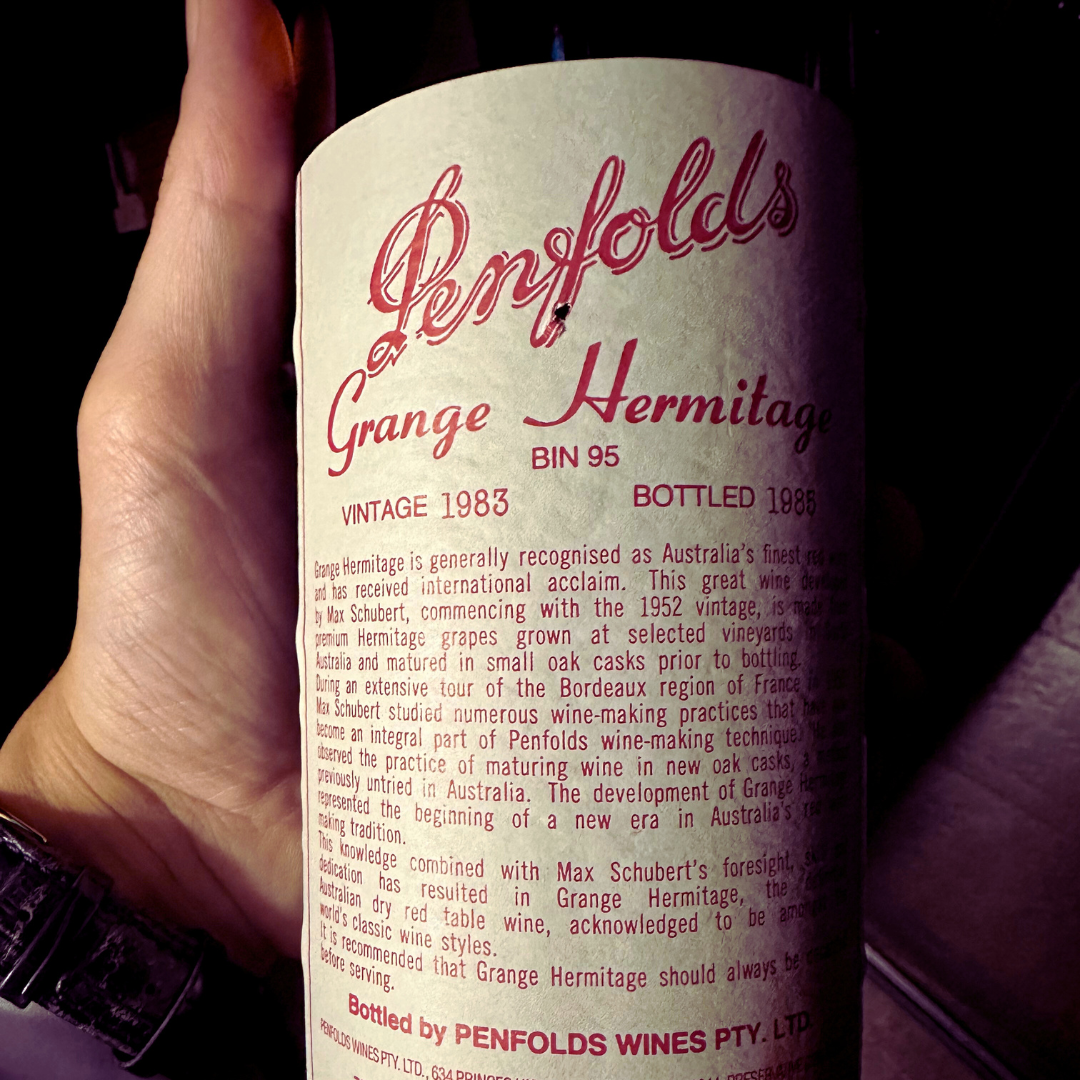 Penfolds
Grange Hermitage
BIN 95
VINTAGE 1983 BOTTLED 1985
Grange Hermitage is generally recognised as Australia's finest red
and has received international acclaim. This great wine
by Max Schubert, commencing with the 1952 vintage, is made
premium Hermitage grapes grown at selected vineyards
Australia and matured in small oak casks prior to bottling.
During an extensive tour of the Bordeaux region of France
Max Schubert studied numerous wine-making practices that
become an integral part of Penfolds wine-making technique.
observed the practice of maturing wine in new oak casks, a
previously untried in Australia. The development of Grange
represented the beginning of a new era in Australia's
making tradition.
This knowledge combined with Max Schubert's foresight,
dedication has resulted in Grange Hermitage, the
Australian dry red table wine, acknowledged to be
world's classic wine styles.
It is recommended that Grange Hermitage should always be
before serving.
Bottled by PENFOLDS WINES PTY. LTD.
PENFOLDS WINES PTY. LTD., 634